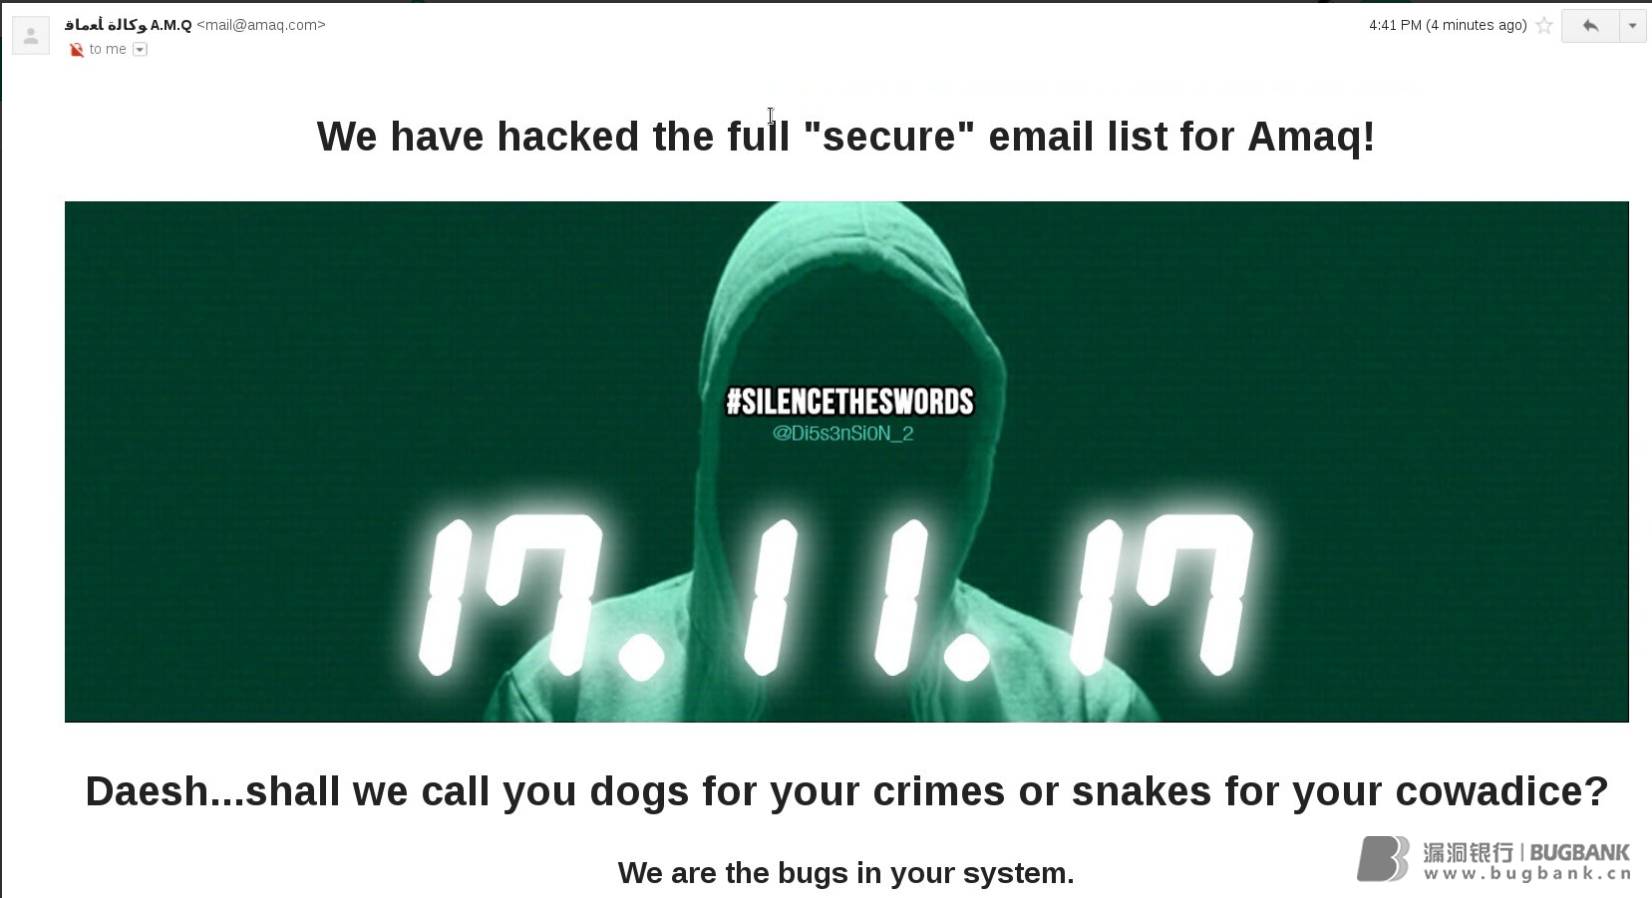 وكالة أعماق A.M.Q <mail@amaq.com>
4:41 PM (4 minutes ago)
to me
We have hacked the full "secure" email list for Amaq!
#SILENCETHESWORDS
@Di5s3nSi0N_2
17.11.17
Daesh...shall we call you dogs for your crimes or snakes for your cowadice?
We are the bugs in your system.
漏洞银行 | BUGBANK
www.bugbank.cn